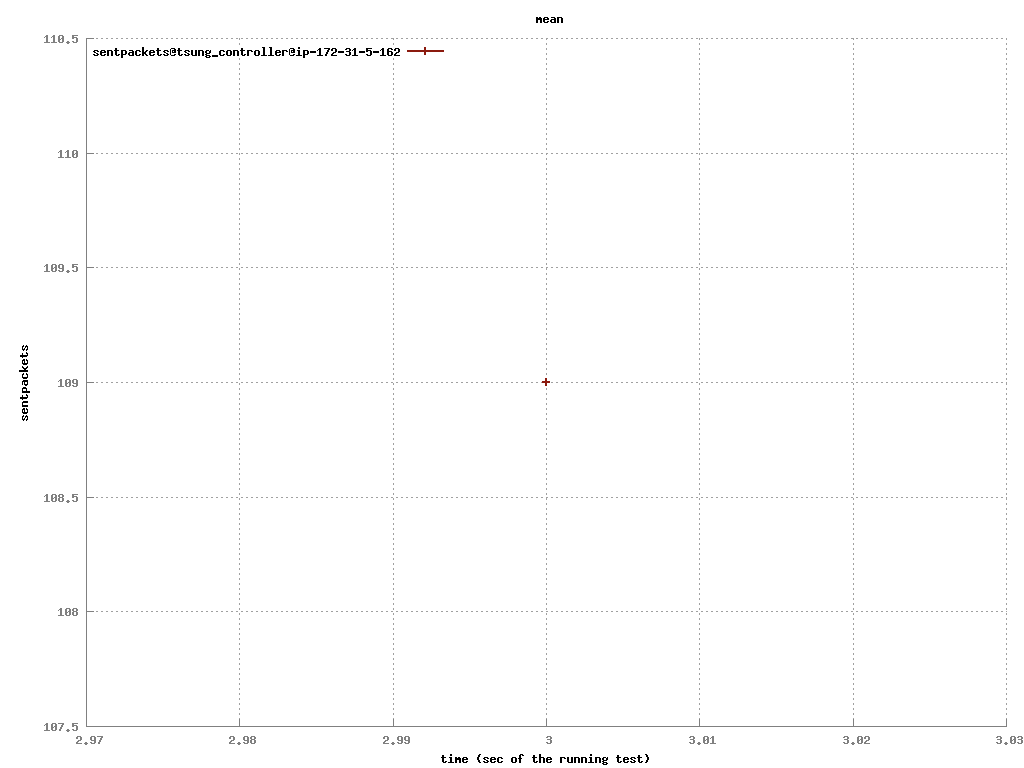 mean
sentpackets@tsung_controller@ip-172-31-5-162
110.5
110
109.5
109
108.5
108
107.5
sentpackets
2.97 2.98 2.99 3 3.01 3.02 3.03
time (sec of the running test)